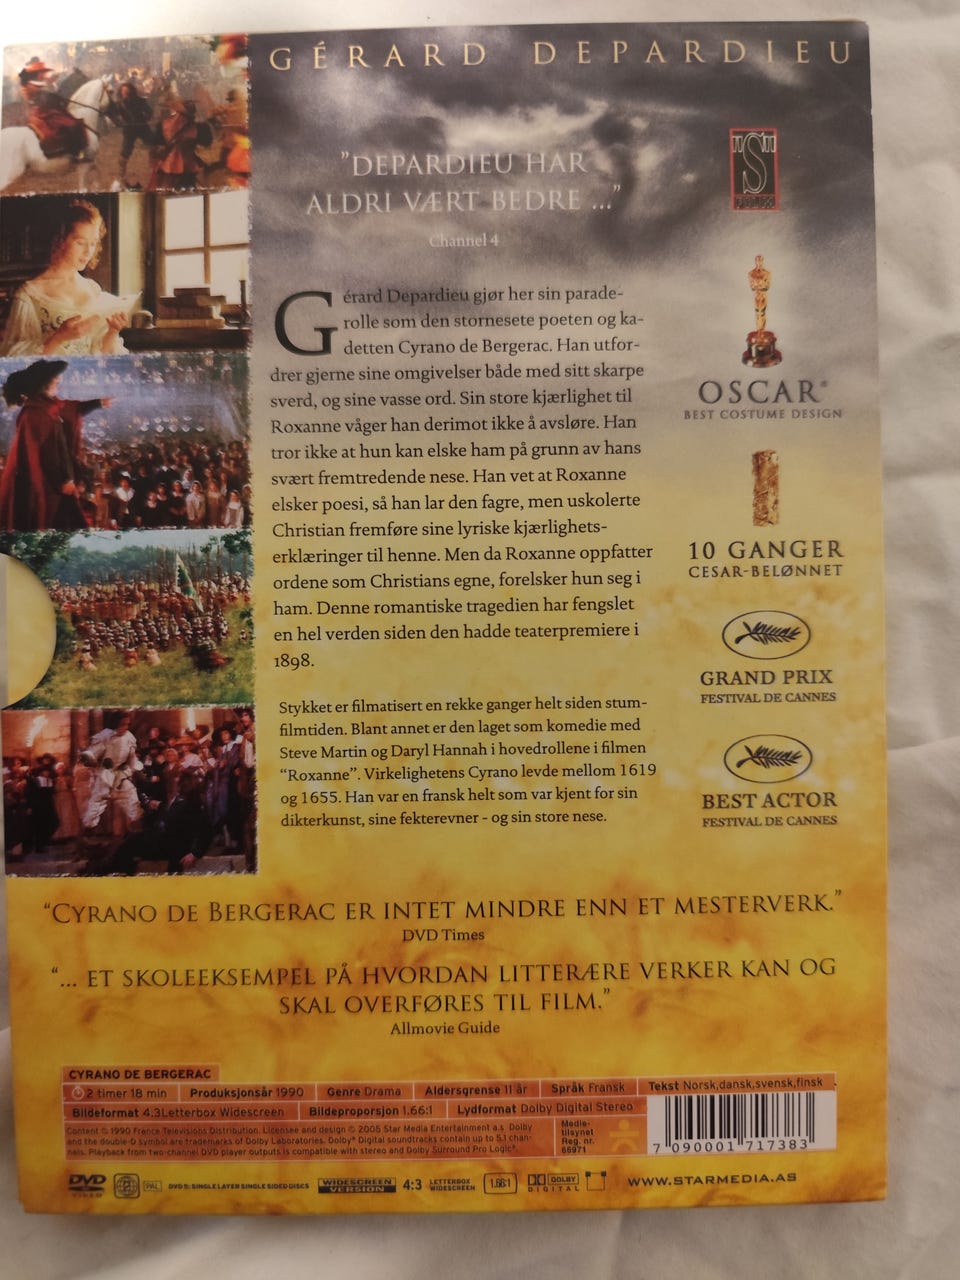 GÉRARD DEPARDIEU
"DEPARDIEU HAR
ALDRI VÆRT BEDRE ..."
Channel 4
"S"
FILM
Gérard Depardieu gjør her sin parade-
rolle som den stornesete poeten og ka-
detten Cyrano de Bergerac. Han utfor-
drer gjerne sine omgivelser både med sitt skarpe
sverd, og sine vasse ord. Sin store kjærlighet til
Roxanne våger han derimot ikke å avsløre. Han
tror ikke at hun kan elske ham på grunn av hans
svært fremtredende nese. Han vet at Roxanne
elsker poesi, så han lar den fagre, men uskolerte
Christian fremføre sine lyriske kjærlighets-
erklæringer til henne. Men da Roxanne oppfatter
ordene som Christians egne, forelsker hun seg i
ham. Denne romantiske tragedien har fengslet
en hel verden siden den hadde teaterpremiere i
1898.
Stykket er filmatisert en rekke ganger helt siden stum-
filmtiden. Blant annet er den laget som komedie med
Steve Martin og Daryl Hannah i hovedrollene i filmen
"Roxanne". Virkelighetens Cyrano levde mellom 1619
og 1655. Han var en fransk helt som var kjent for sin
dikterkunst, sine fekterevner - og sin store nese.
OSCAR®
BEST COSTUME DESIGN
10 GANGER
CESAR-BELØNNET
GRAND PRIX
FESTIVAL DE CANNES
BEST ACTOR
FESTIVAL DE CANNES
"CYRANO DE BERGERAC ER INTET MINDRE ENN ET MESTERVERK."
DVD Times
"... ET SKOLEEKSEMPEL PÅ HVORDAN LITTERÆRE VERKER KAN OG
SKAL OVERFØRES TIL FILM."
Allmovie Guide
CYRANO DE BERGERAC
2 timer 18 min Produksjonsår 1990 Genre Drama Aldersgrense 11 år Språk Fransk Tekst Norsk,dansk,svensk,finsk
Bildeformat 4:3Letterbox Widescreen Bildeproporsjon 1.66:1 Lydformat Dolby Digital Stereo
Content © 1990 France Televisions Distribution. Licensee and design © 2005 Star Media Entertainment a.s Dolby
and the double-D symbol are trademarks of Dolby Laboratories. Dolby® Digital soundtracks contain up to 5.1 chan-
nels. Playback from two-channel DVD player outputs is compatible with stereo and Dolby Surround Pro Logic®.
Medie-
tilsynet
Reg. nr.
66971
7 090001 717383
DVD VIDEO PAL DVD 5: SINGLE LAYER SINGLE SIDED DISCS WIDESCREEN VERSION 4:3 LETTERBOX WIDESCREEN 1.66:1 DOLBY DIGITAL WWW.STARMEDIA.AS